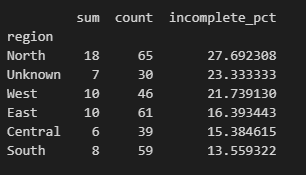 sum count incomplete_pct
region
North 18 65 27.692308
Unknown 7 30 23.333333
West 10 46 21.739130
East 10 61 16.393443
Central 6 39 15.384615
South 8 59 13.559322